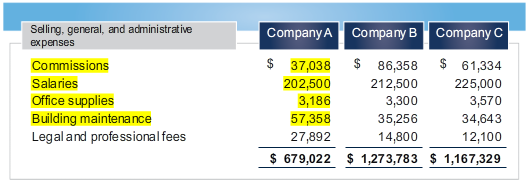 Selling, general, and administrative expenses Company A Company B Company C
Commissions $ 37,038 $ 86,358 $ 61,334
Salaries 202,500 212,500 225,000
Office supplies 3,186 3,300 3,570
Building maintenance 57,358 35,256 34,643
Legal and professional fees 27,892 14,800 12,100
$ 679,022 $ 1,273,783 $ 1,167,329